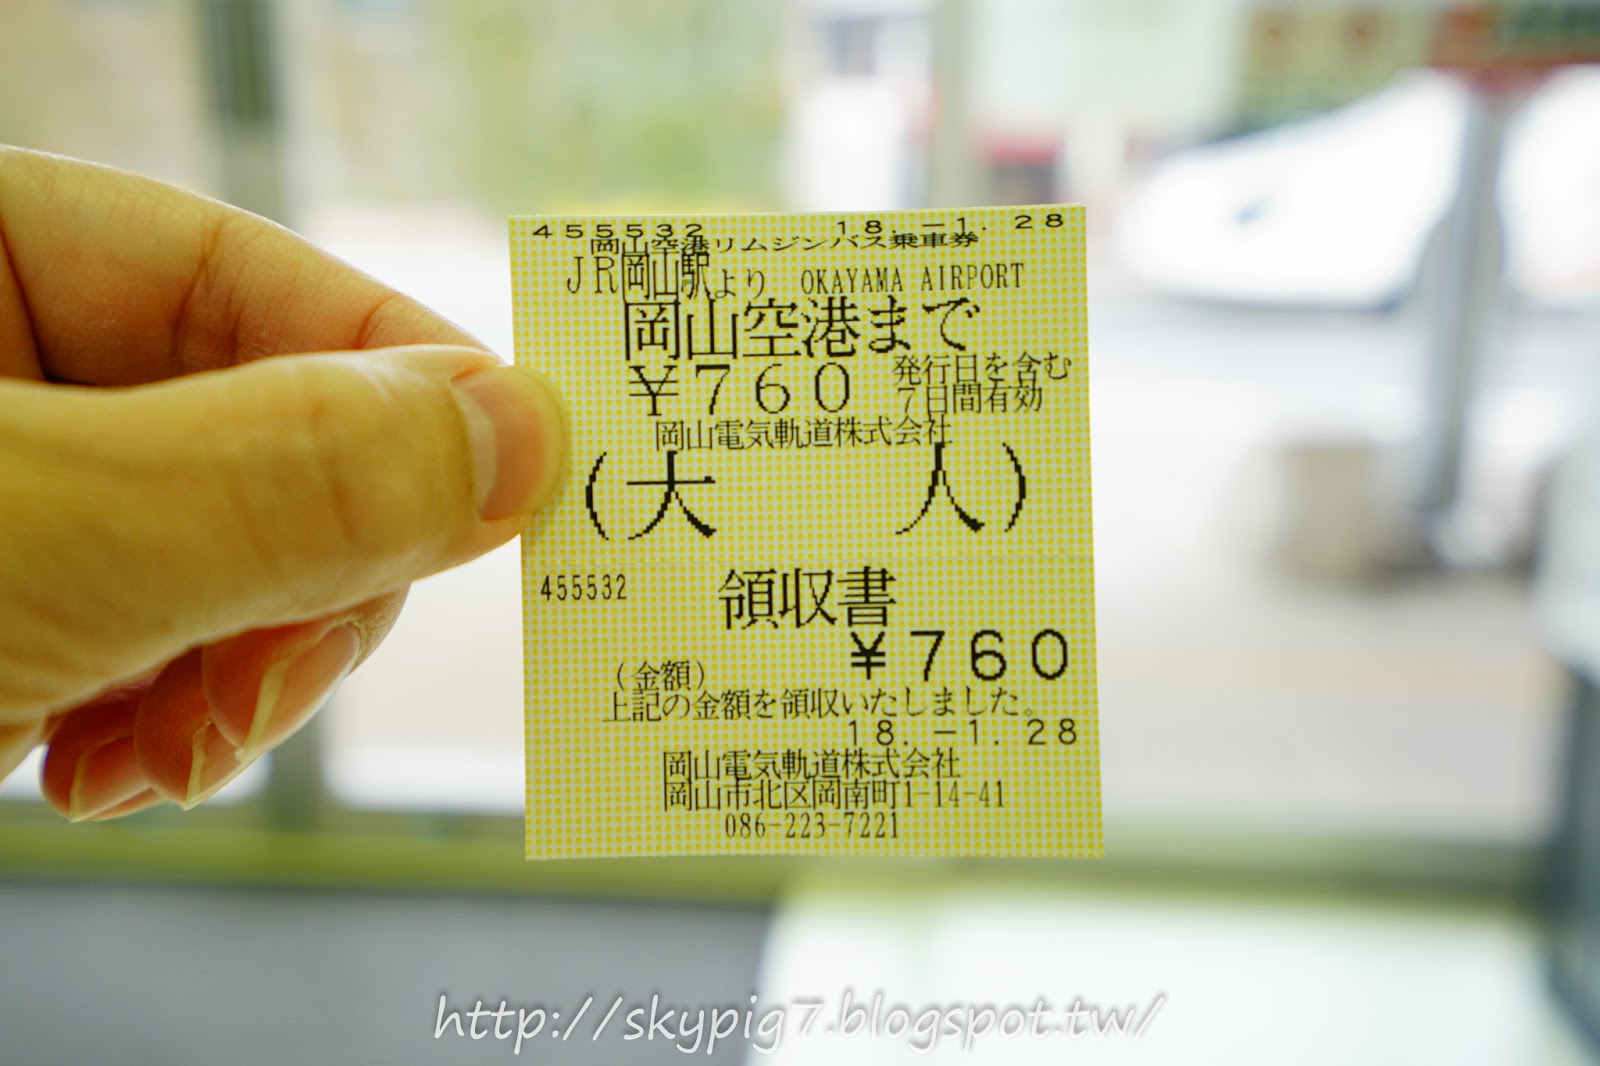 455532 18.-1.28
岡山空港リムジンバス乗車券
JR岡山駅より OKAYAMA AIRPORT
岡山空港まで
¥760 発行日を含む
7日間有効
岡山電気軌道株式会社
(大 人)
455532 領収書
¥760
(金額)
上記の金額を領収いたしました。
18.-1.28
岡山電気軌道株式会社
岡山市北区岡南町1-14-41
086-223-7221
http://skypig7.blogspot.tw/